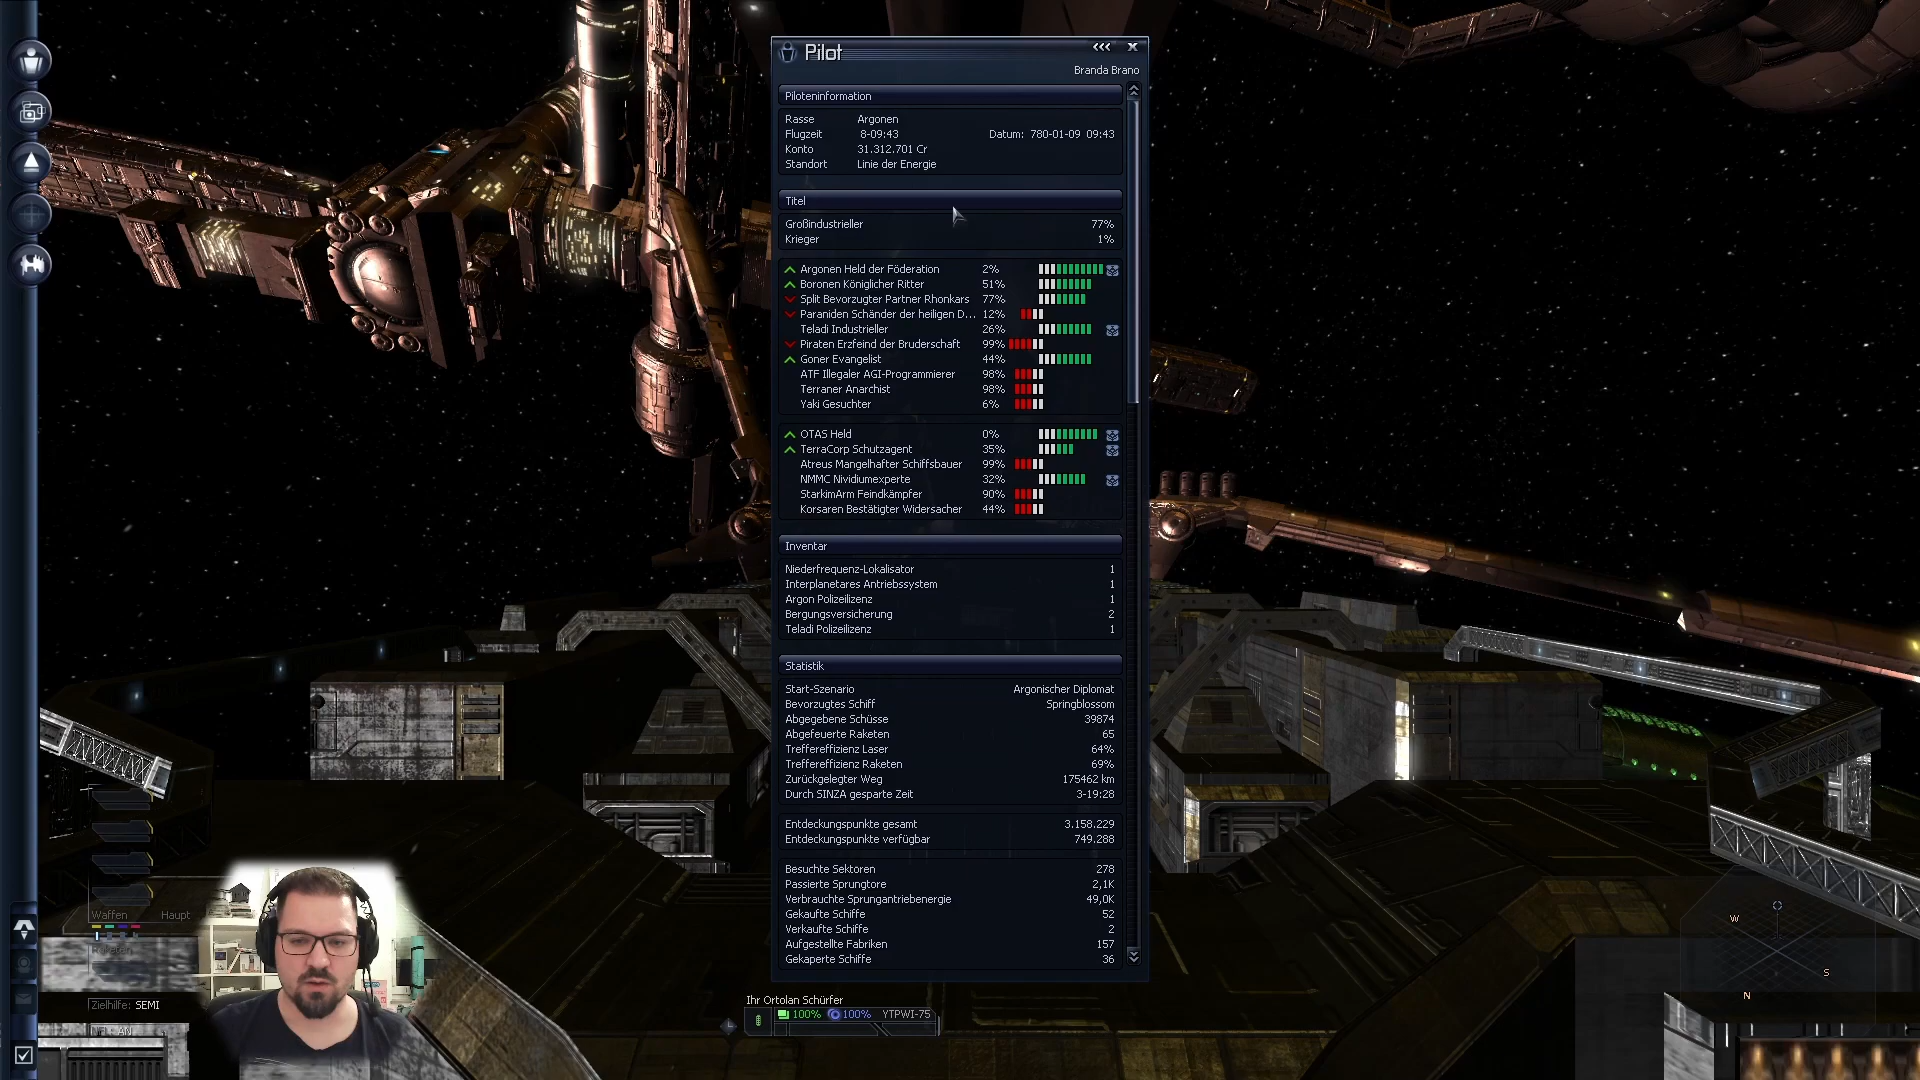 Pilot
Branda Brano
Piloteninformation
Rasse Argonen
Flugzeit 8-09:43 Datum: 780-01-09 09:43
Konto 31.312.701 Cr
Standort Linie der Energie
Titel
Großindustrieller 77%
Krieger 1%
Argonen Held der Föderation 2%
Boronen Königlicher Ritter 51%
Split Bevorzugter Partner Rhonkars 77%
Paraniden Schänder der heiligen D... 12%
Teladi Industrieller 26%
Piraten Erzfeind der Bruderschaft 99%
Goner Evangelist 44%
ATF Illegaler AGI-Programmierer 98%
Terraner Anarchist 98%
Yaki Gesuchter 6%
OTAS Held 0%
TerraCorp Schutzagent 35%
Atreus Mangelhafter Schiffsbauer 99%
NMMC Nividiumexperte 32%
StarkimArm Feindkämpfer 90%
Korsaren Bestätigter Widersacher 44%
Inventar
Niederfrequenz-Lokalisator 1
Interplanetares Antriebssystem 1
Argon Polizeilizenz 1
Bergungsversicherung 2
Teladi Polizeilizenz 1
Statistik
Start-Szenario Argonischer Diplomat
Bevorzugtes Schiff Springblossom
Abgegebene Schüsse 39874
Abgefeuerte Raketen 65
Treffereffizienz Laser 64%
Treffereffizienz Raketen 69%
Zurückgelegter Weg 175462 km
Durch SINZA gesparte Zeit 3-19:28
Entdeckungspunkte gesamt 3.158.229
Entdeckungspunkte verfügbar 749.288
Besuchte Sektoren 278
Passierte Sprungtore 2,1K
Verbrauchte Sprungantriebenergie 49,0K
Gekaufte Schiffe 52
Verkaufte Schiffe 2
Aufgestellte Fabriken 157
Gekaperte Schiffe 36
Waffen Haupt
Zielhilfe: SEMI
Ihr Ortolan Schürfer
100% 100% YTPWI-75
W
S
N